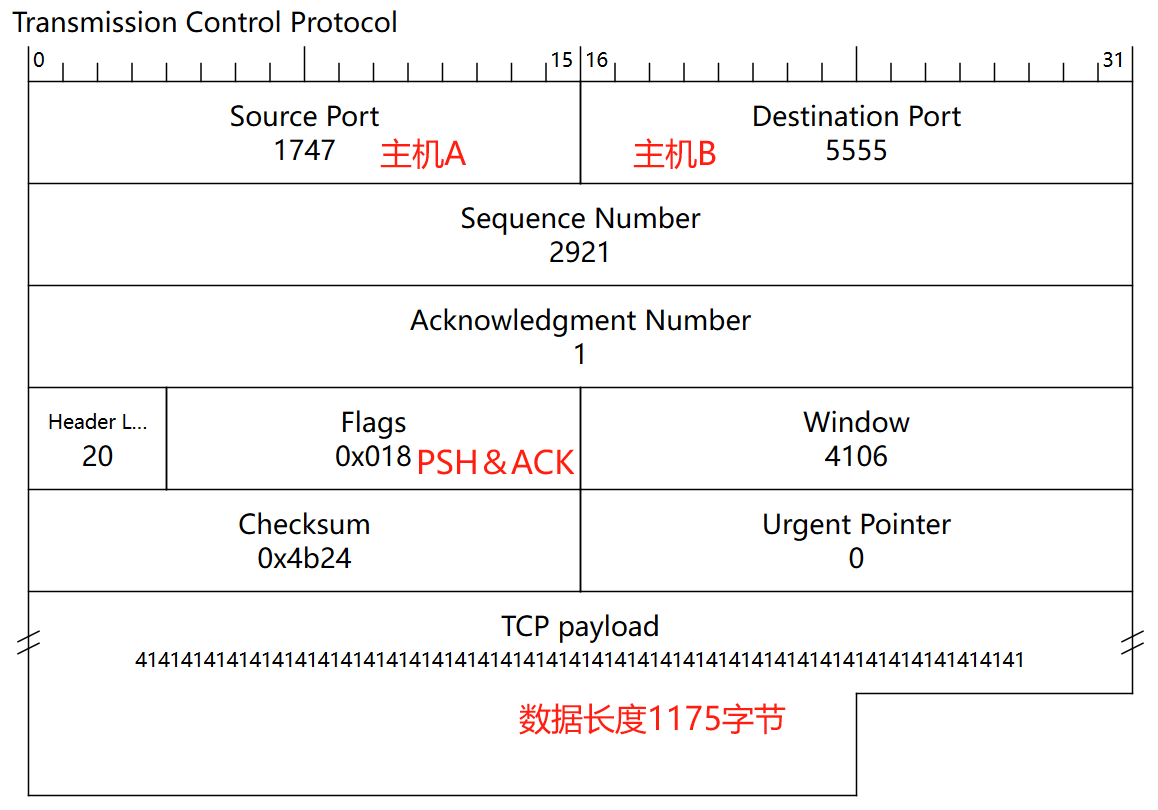 Transmission Control Protocol
0 15 16 31
Source Port Destination Port
1747 主机A 主机B 5555
Sequence Number
2921
Acknowledgment Number
1
Header L... Flags Window
20 0x018 PSH＆ACK 4106
Checksum Urgent Pointer
0x4b24 0
TCP payload
414141414141414141414141414141414141414141414141414141414141414141414141414141
数据长度1175字节